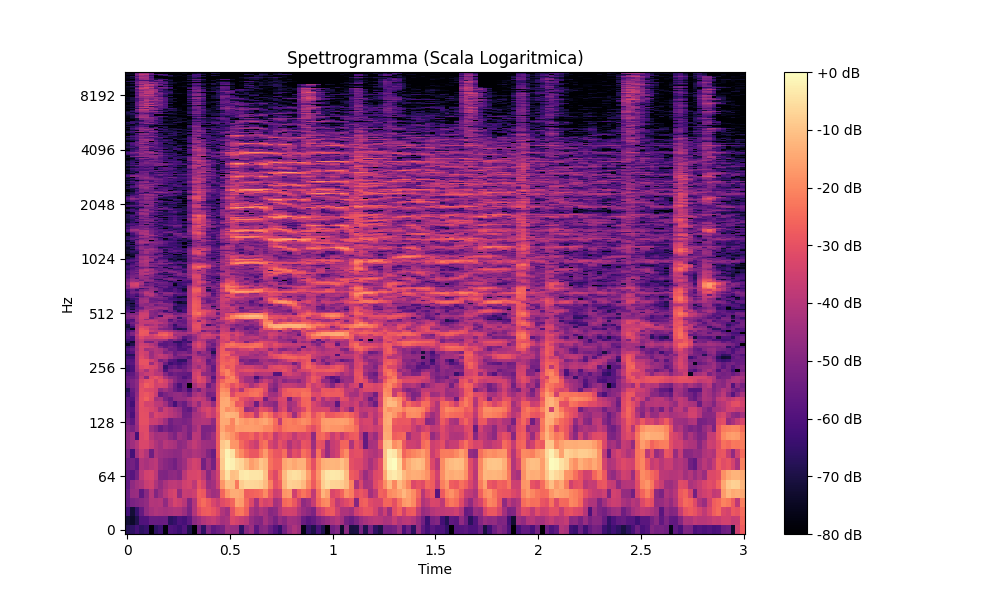 Spettrogramma (Scala Logaritmica)
Hz
8192
4096
2048
1024
512
256
128
64
0
0 0.5 1 1.5 2 2.5 3
Time
+0 dB
-10 dB
-20 dB
-30 dB
-40 dB
-50 dB
-60 dB
-70 dB
-80 dB